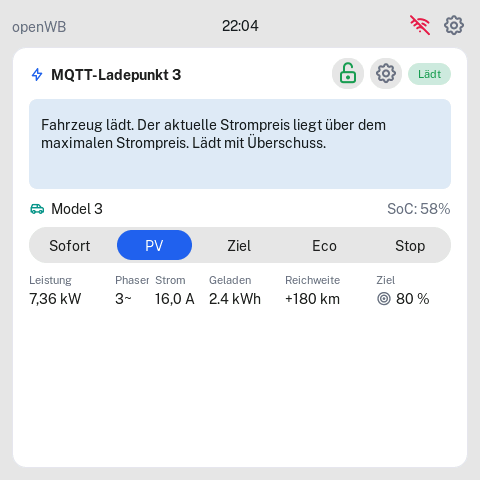 openWB
22:04
MQTT-Ladepunkt 3
Lädt
Fahrzeug lädt. Der aktuelle Strompreis liegt über dem
maximalen Strompreis. Lädt mit Überschuss.
Model 3
SoC: 58%
Sofort PV Ziel Eco Stop
Leistung Phaser Strom Geladen Reichweite Ziel
7,36 kW 3~ 16,0 A 2.4 kWh +180 km 80 %